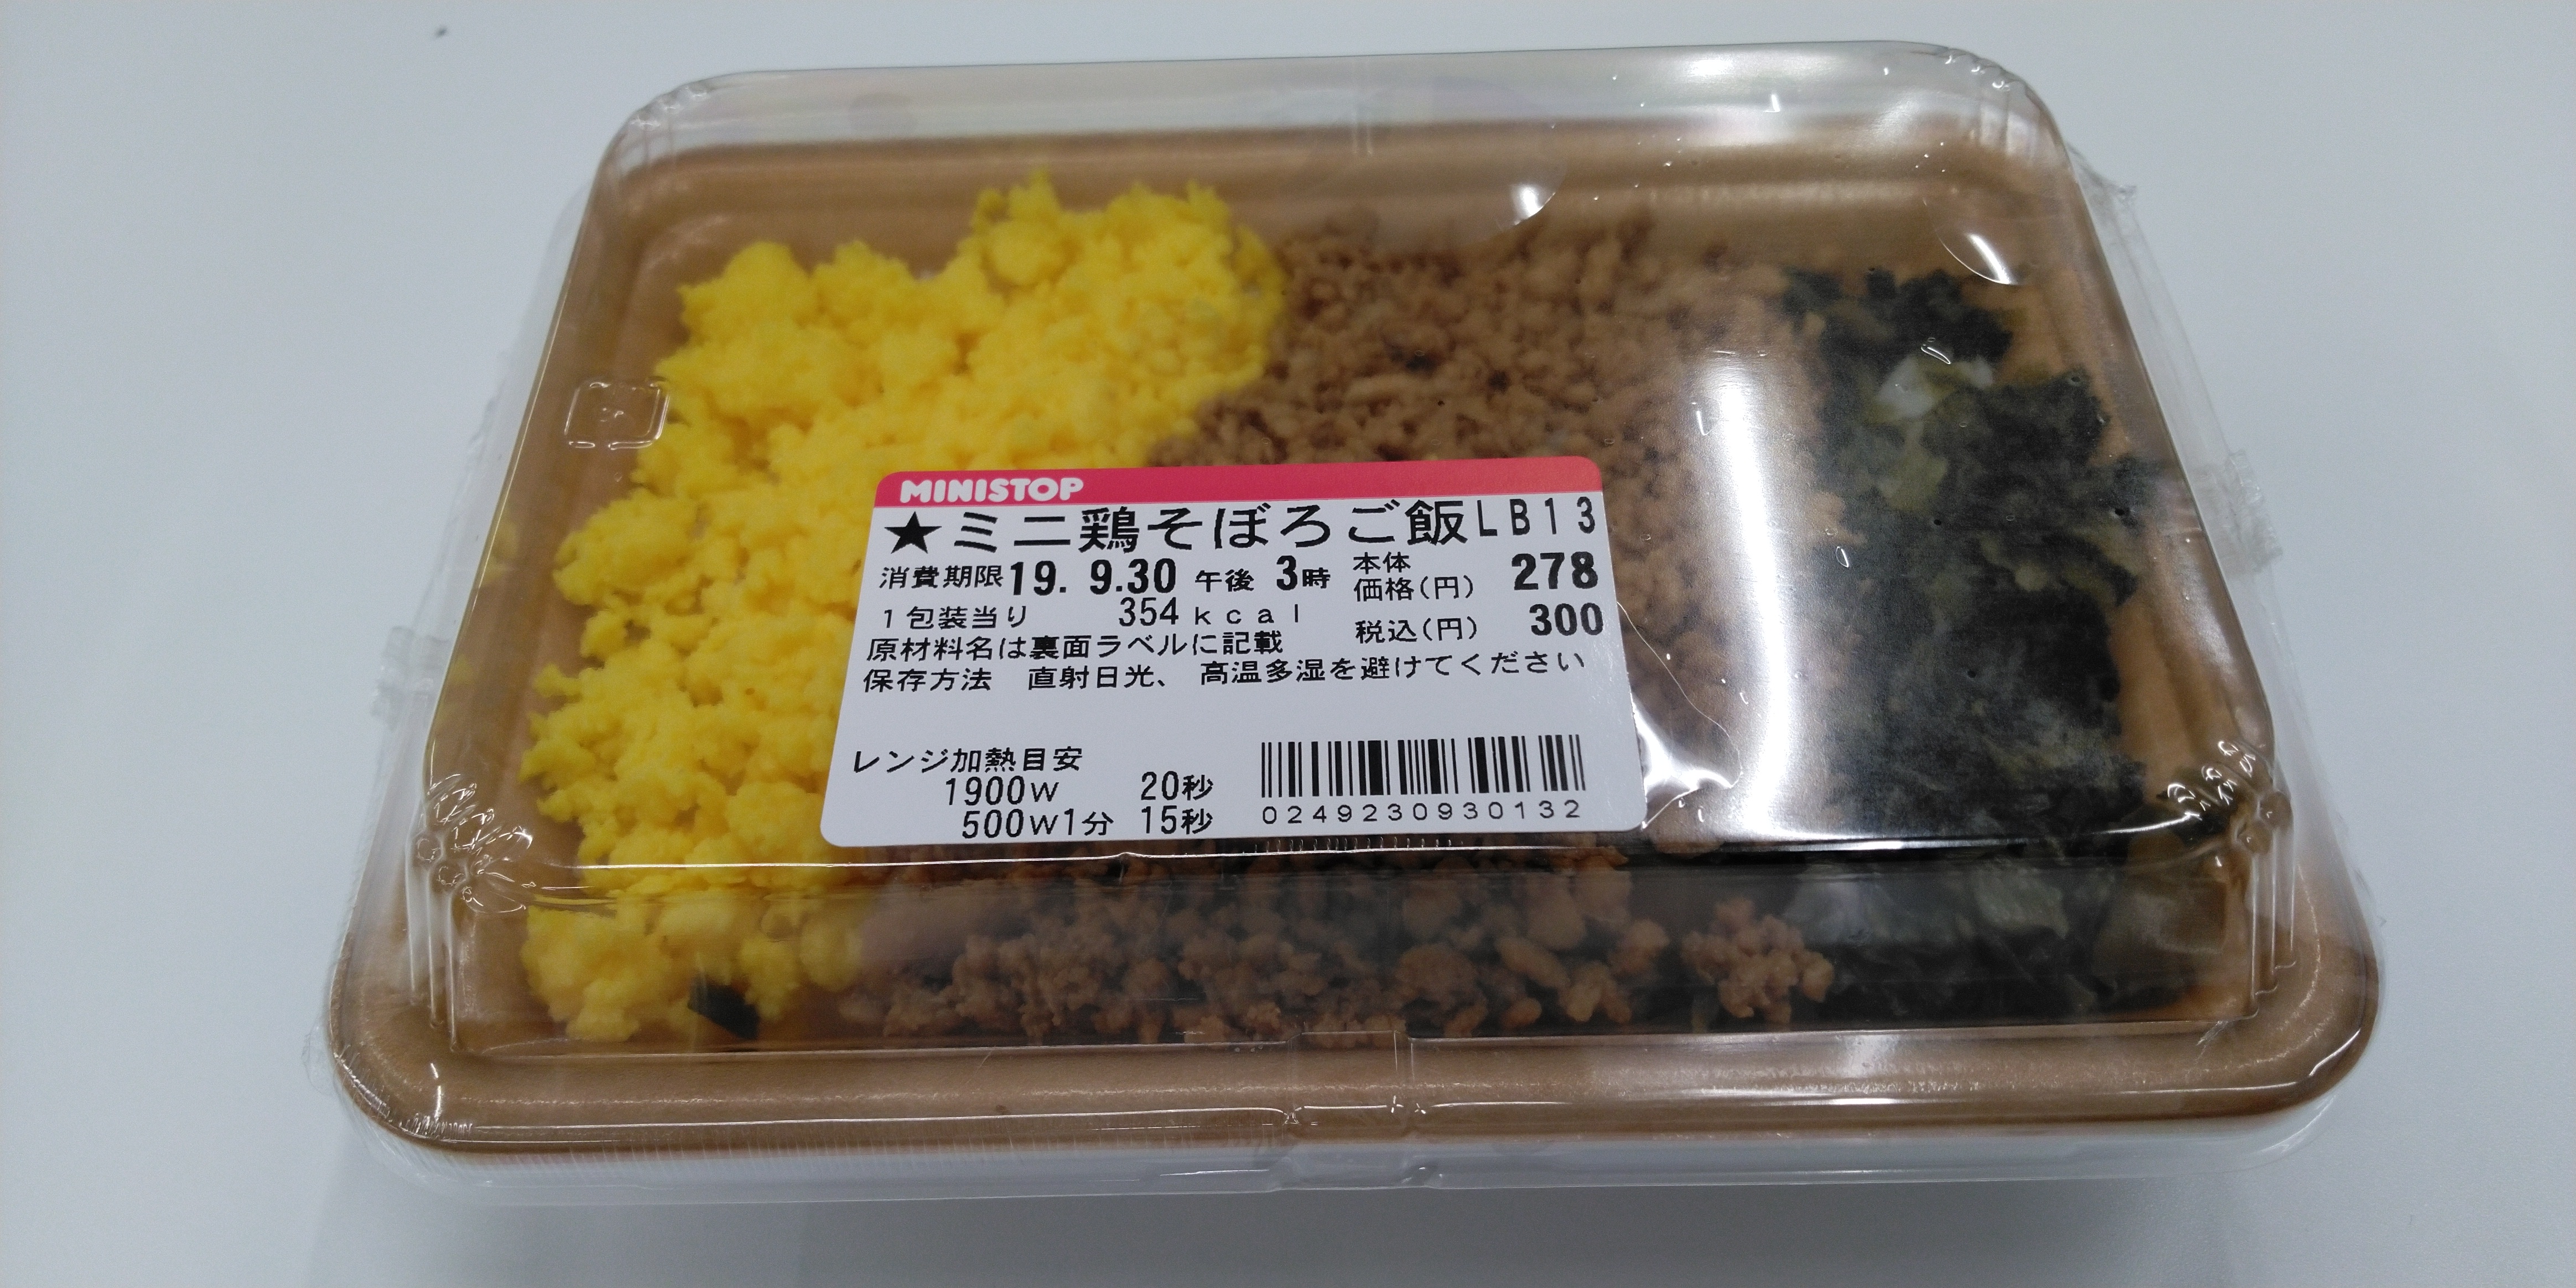 MINISTOP
★ミニ鶏そぼろご飯LB13
消費期限19. 9.30 午後 3時 本体価格(円) 278
1包装当り 354kcal 税込(円) 300
原材料名は裏面ラベルに記載
保存方法 直射日光、高温多湿を避けてください
レンジ加熱目安
1900W 20秒
500W1分 15秒
0249230930132